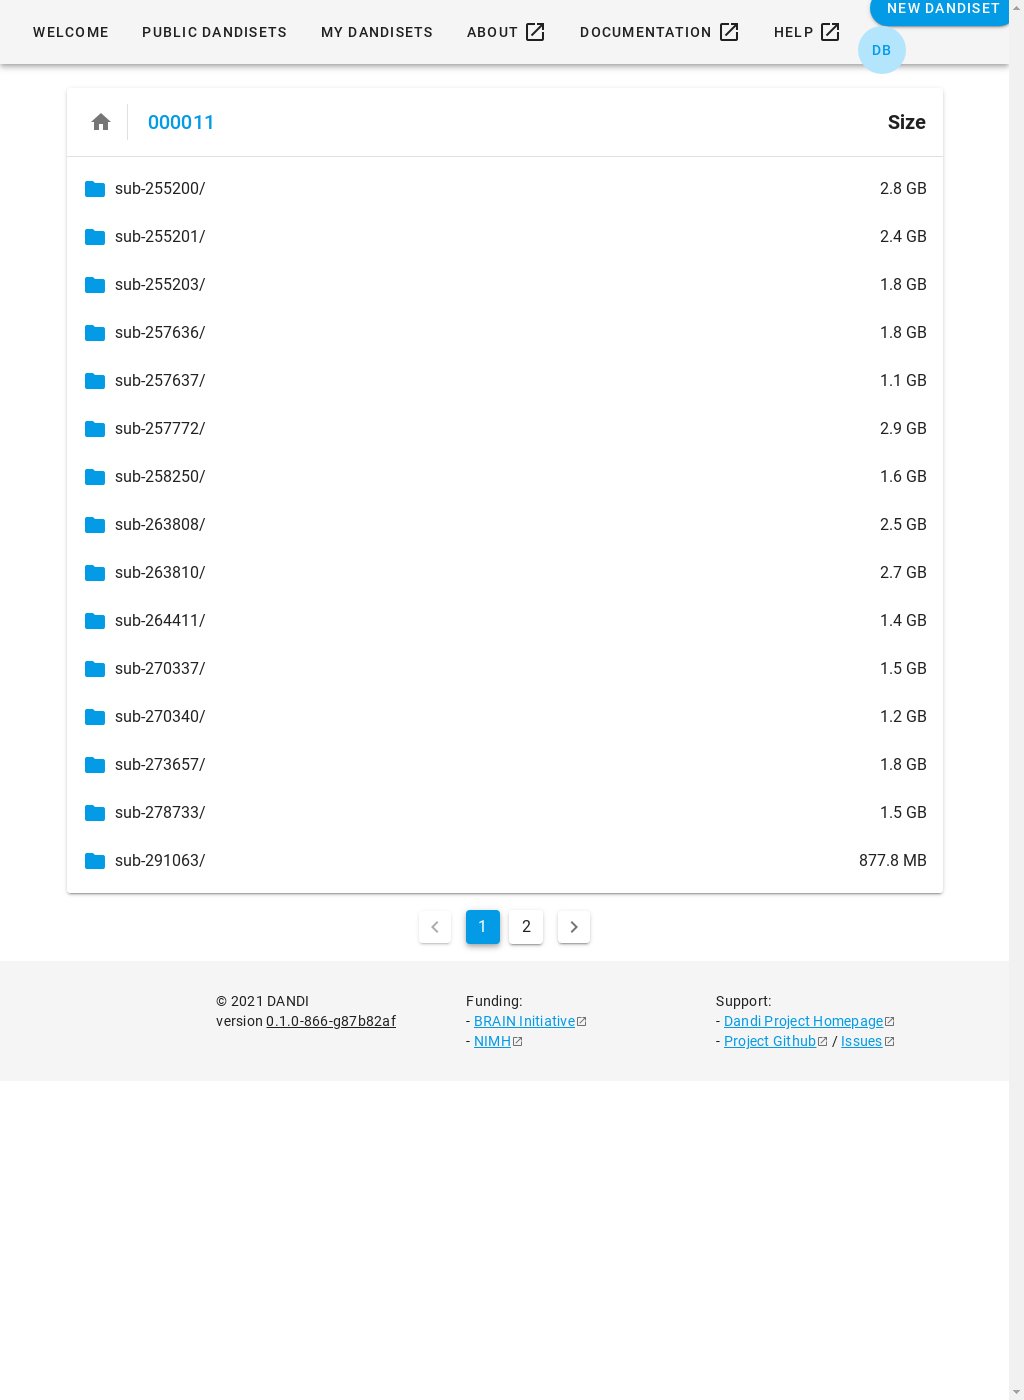 NEW DANDISET
WELCOME PUBLIC DANDISETS MY DANDISETS ABOUT DOCUMENTATION HELP
DB
000011 Size
sub-255200/ 2.8 GB
sub-255201/ 2.4 GB
sub-255203/ 1.8 GB
sub-257636/ 1.8 GB
sub-257637/ 1.1 GB
sub-257772/ 2.9 GB
sub-258250/ 1.6 GB
sub-263808/ 2.5 GB
sub-263810/ 2.7 GB
sub-264411/ 1.4 GB
sub-270337/ 1.5 GB
sub-270340/ 1.2 GB
sub-273657/ 1.8 GB
sub-278733/ 1.5 GB
sub-291063/ 877.8 MB
1 2
© 2021 DANDI
version 0.1.0-866-g87b82af
Funding:
- BRAIN Initiative
- NIMH
Support:
- Dandi Project Homepage
- Project Github / Issues